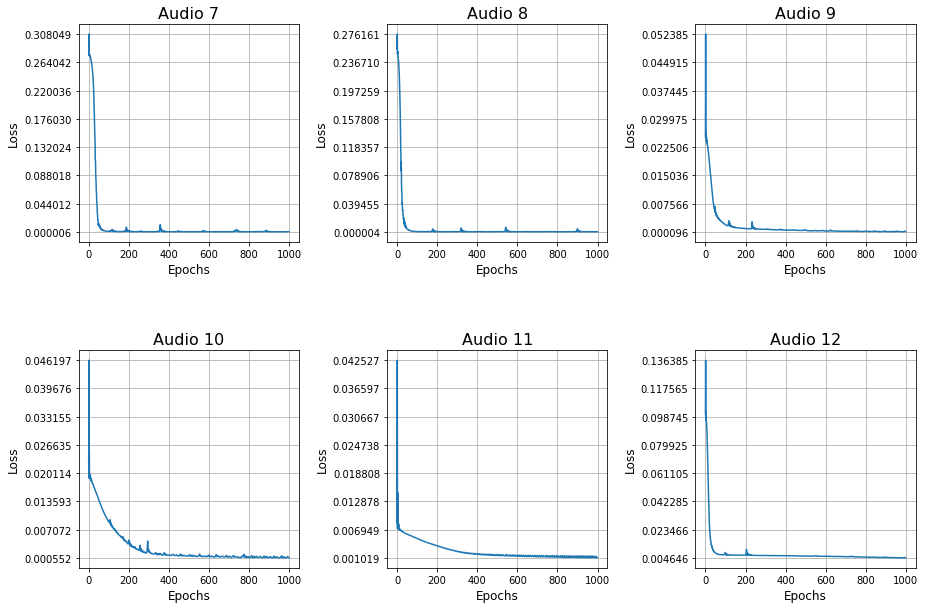 Audio 7
0.308049
0.264042
0.220036
0.176030
0.132024
0.088018
0.044012
0.000006
Loss
0 200 400 600 800 1000
Epochs
Audio 8
0.276161
0.236710
0.197259
0.157808
0.118357
0.078906
0.039455
0.000004
Loss
0 200 400 600 800 1000
Epochs
Audio 9
0.052385
0.044915
0.037445
0.029975
0.022506
0.015036
0.007566
0.000096
Loss
0 200 400 600 800 1000
Epochs
Audio 10
0.046197
0.039676
0.033155
0.026635
0.020114
0.013593
0.007072
0.000552
Loss
0 200 400 600 800 1000
Epochs
Audio 11
0.042527
0.036597
0.030667
0.024738
0.018808
0.012878
0.006949
0.001019
Loss
0 200 400 600 800 1000
Epochs
Audio 12
0.136385
0.117565
0.098745
0.079925
0.061105
0.042285
0.023466
0.004646
Loss
0 200 400 600 800 1000
Epochs